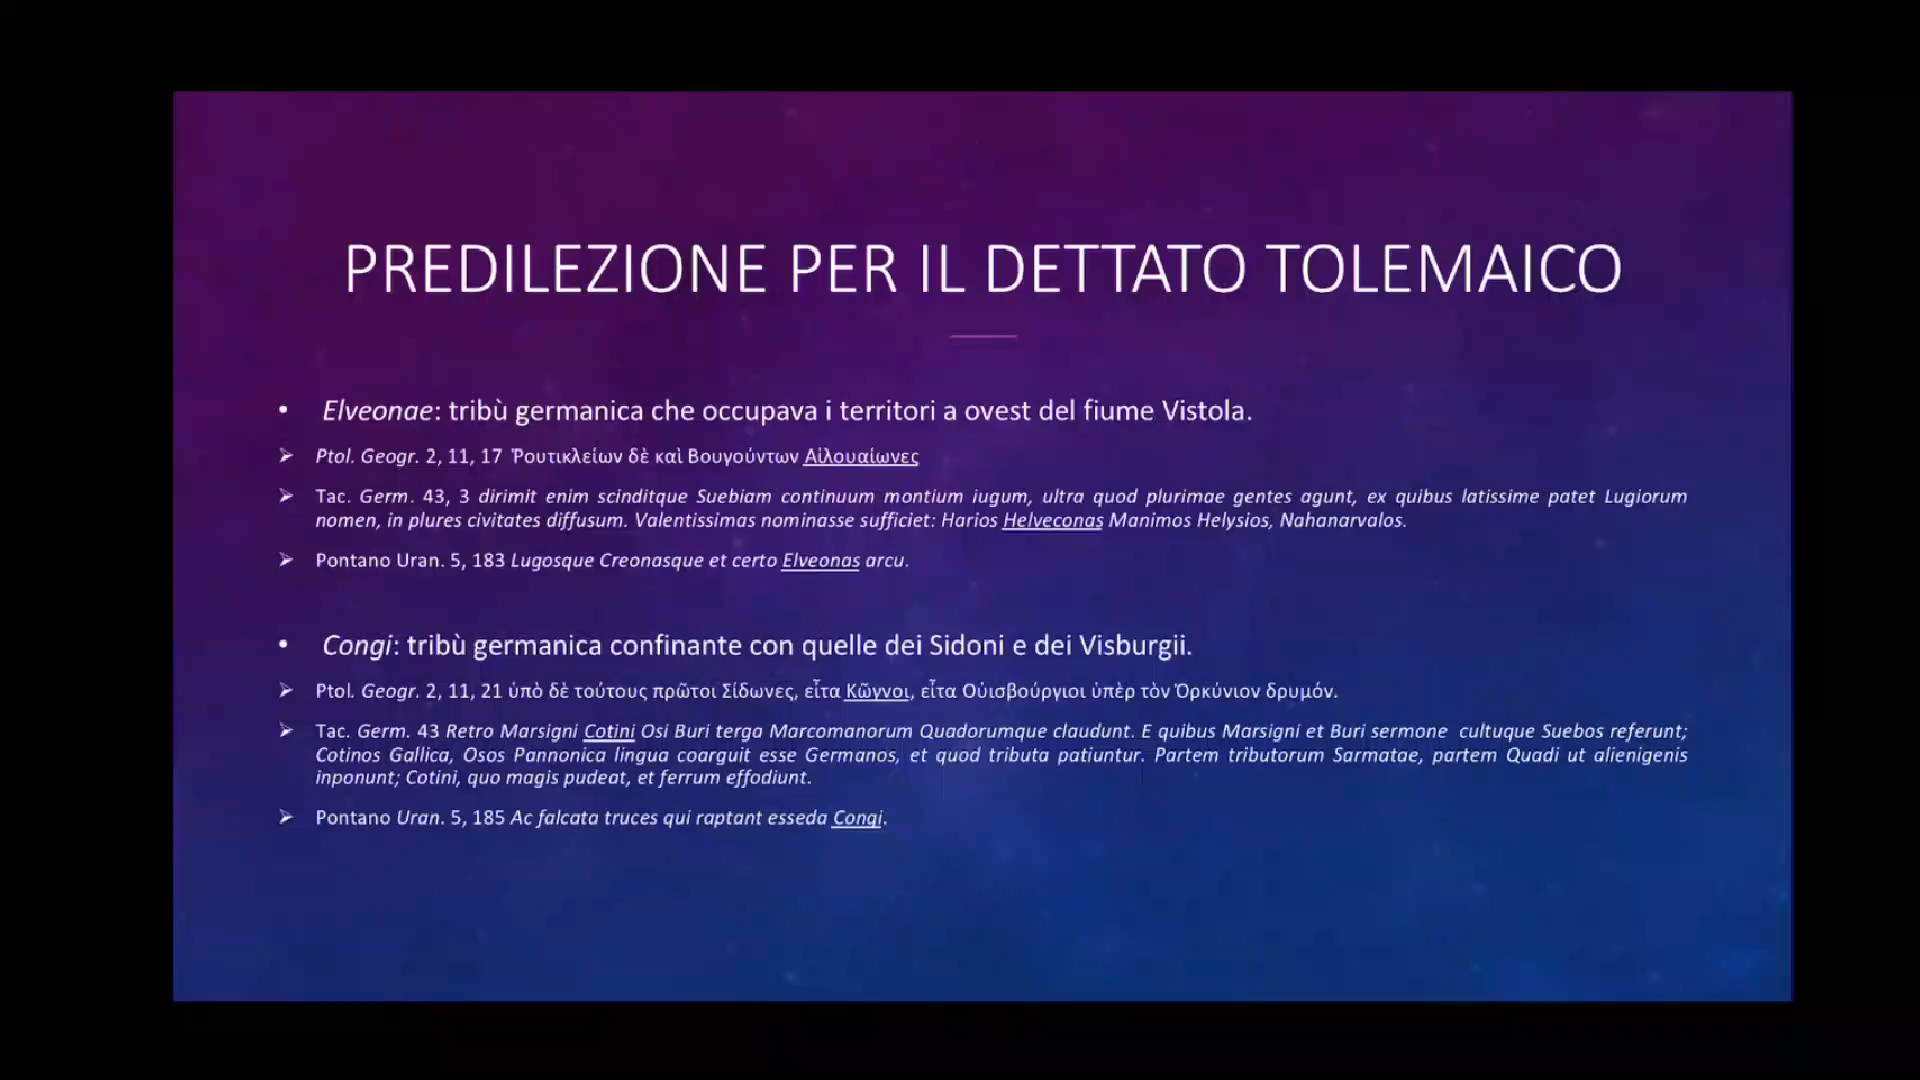 PREDILEZIONE PER IL DETTATO TOLEMAICO
• Elveonae: tribù germanica che occupava i territori a ovest del fiume Vistola.
➢ Ptol. Geogr. 2, 11, 17 Ῥουτικλείων δὲ καὶ Βουγούντων Αἰλουαίωνες
➢ Tac. Germ. 43, 3 dirimit enim scinditque Suebiam continuum montium iugum, ultra quod plurimae gentes agunt, ex quibus latissime patet Lugiorum
nomen, in plures civitates diffusum. Valentissimas nominasse sufficiet: Harios Helveconas Manimos Helysios, Nahanarvalos.
➢ Pontano Uran. 5, 183 Lugosque Creonasque et certo Elveonas arcu.
• Congi: tribù germanica confinante con quelle dei Sidoni e dei Visburgii.
➢ Ptol. Geogr. 2, 11, 21 ὑπὸ δὲ τούτους πρῶτοι Σίδωνες, εἶτα Κῶγνοι, εἶτα Οὐισβούργιοι ὑπὲρ τὸν Ὀρκύνιον δρυμόν.
➢ Tac. Germ. 43 Retro Marsigni Cotini Osi Buri terga Marcomanorum Quadorumque claudunt. E quibus Marsigni et Buri sermone cultuque Suebos referunt;
Cotinos Gallica, Osos Pannonica lingua coarguit esse Germanos, et quod tributa patiuntur. Partem tributorum Sarmatae, partem Quadi ut alienigenis
inponunt; Cotini, quo magis pudeat, et ferrum effodiunt.
➢ Pontano Uran. 5, 185 Ac falcata truces qui raptant esseda Congi.